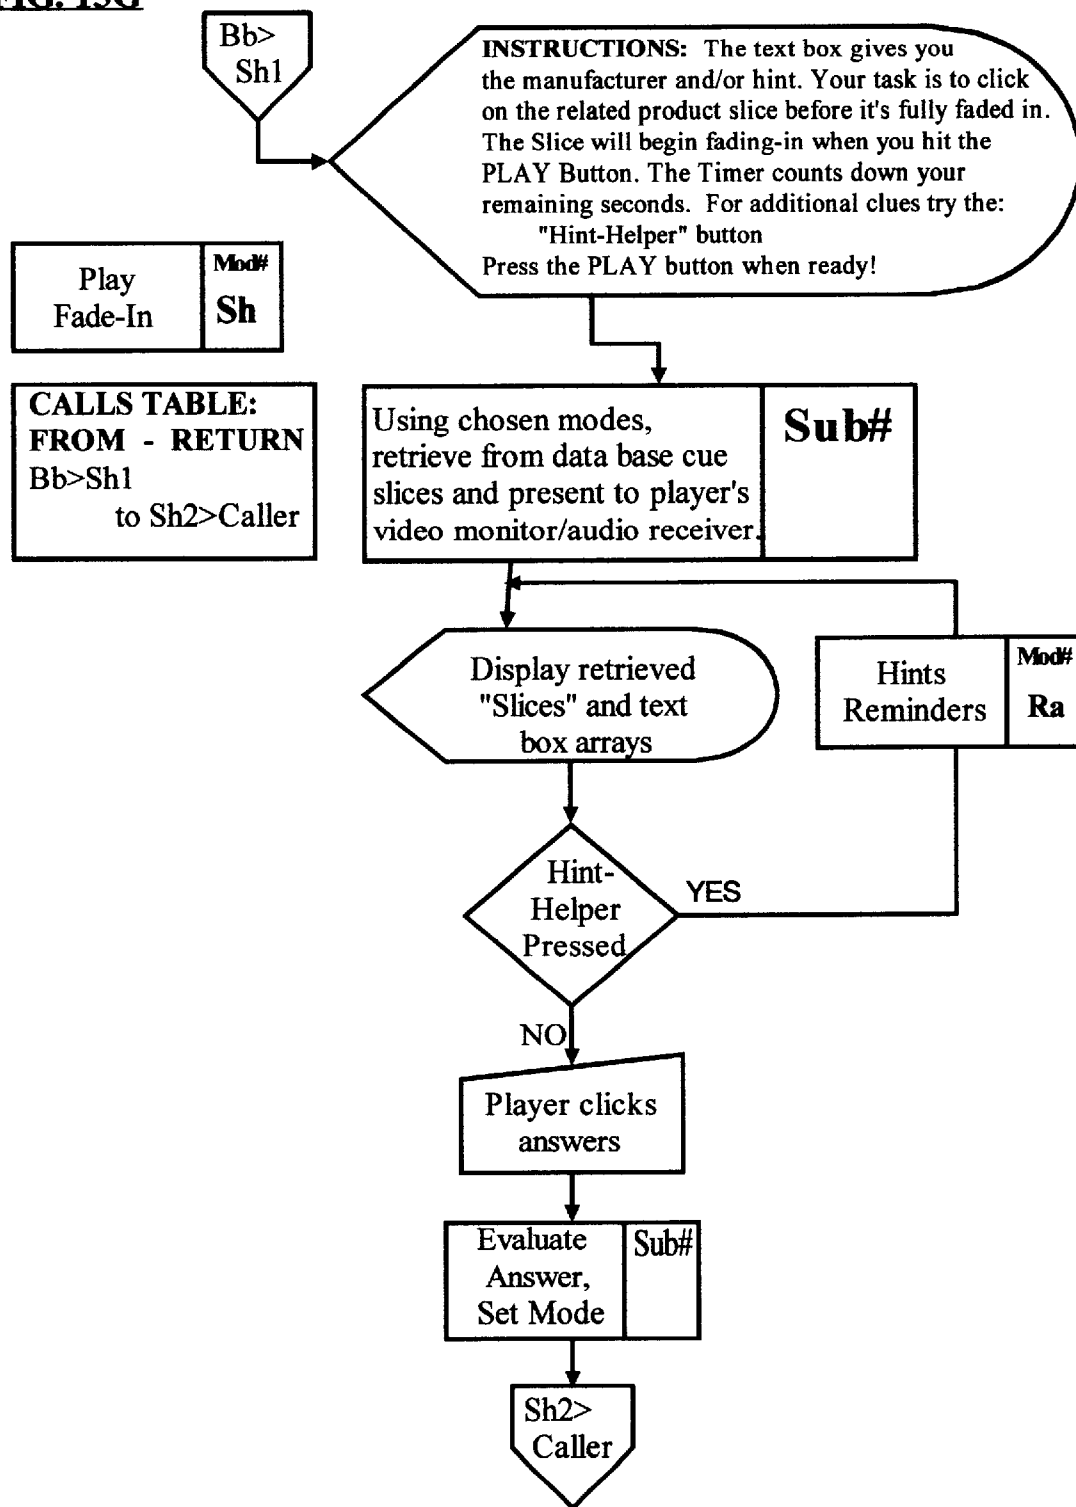 FIG. 13G
Bb>
Sh1
INSTRUCTIONS: The text box gives you
the manufacturer and/or hint. Your task is to click
on the related product slice before it's fully faded in.
The Slice will begin fading-in when you hit the
PLAY Button. The Timer counts down your
remaining seconds. For additional clues try the:
"Hint-Helper" button
Press the PLAY button when ready!
Play
Fade-In
Mod#
Sh
CALLS TABLE:
FROM - RETURN
Bb>Sh1
to Sh2>Caller
Using chosen modes,
retrieve from data base cue
slices and present to player's
video monitor/audio receiver.
Sub#
Display retrieved
"Slices" and text
box arrays
Hints
Reminders
Mod#
Ra
Hint-
Helper
Pressed
YES
NO
Player clicks
answers
Evaluate
Answer,
Set Mode
Sub#
Sh2>
Caller